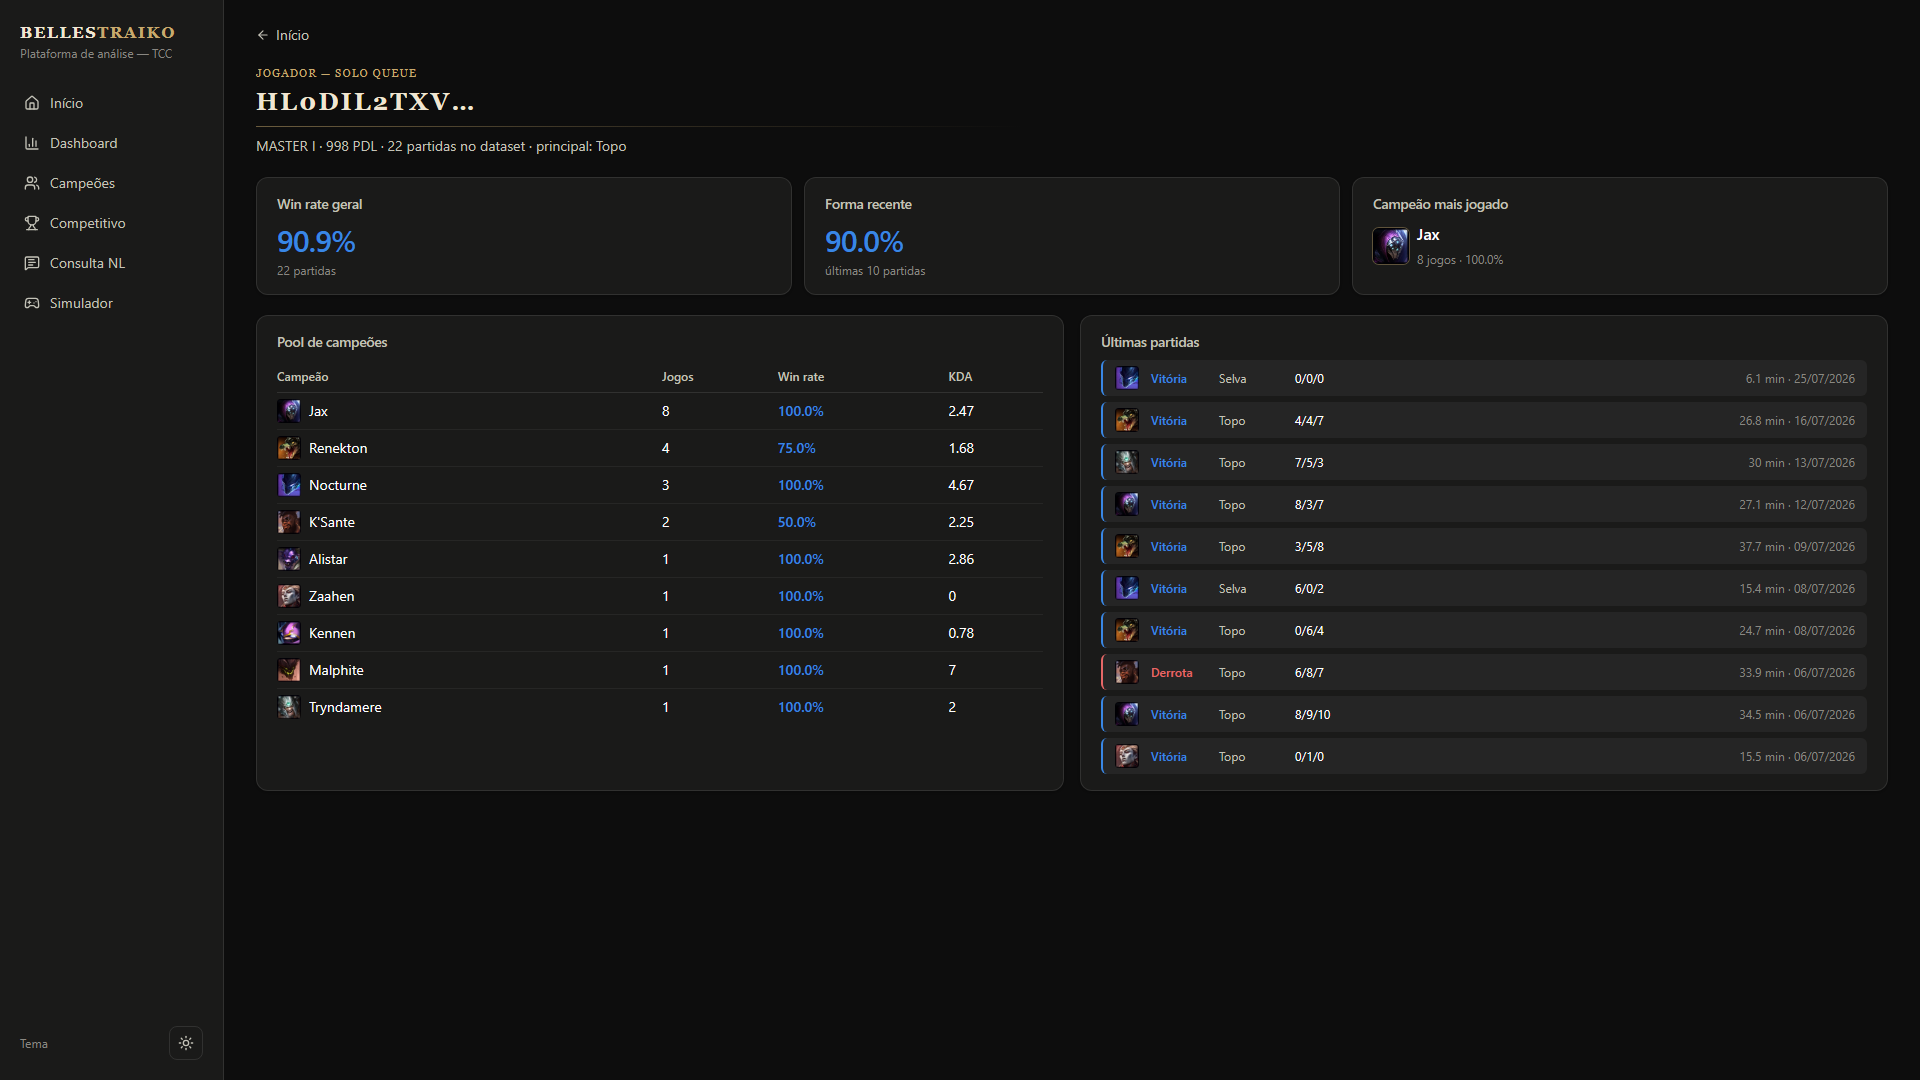 BELLESTRAIKO
Plataforma de análise — TCC
Início
Dashboard
Campeões
Competitivo
Consulta NL
Simulador
Tema
Início
JOGADOR — SOLO QUEUE
HL0DIL2TXV...
MASTER I · 998 PDL · 22 partidas no dataset · principal: Topo
Win rate geral
90.9%
22 partidas
Forma recente
90.0%
últimas 10 partidas
Campeão mais jogado
Jax
8 jogos · 100.0%
Pool de campeões
Campeão Jogos Win rate KDA
Jax 8 100.0% 2.47
Renekton 4 75.0% 1.68
Nocturne 3 100.0% 4.67
K'Sante 2 50.0% 2.25
Alistar 1 100.0% 2.86
Zaahen 1 100.0% 0
Kennen 1 100.0% 0.78
Malphite 1 100.0% 7
Tryndamere 1 100.0% 2
Últimas partidas
Vitória Selva 0/0/0 6.1 min · 25/07/2026
Vitória Topo 4/4/7 26.8 min · 16/07/2026
Vitória Topo 7/5/3 30 min · 13/07/2026
Vitória Topo 8/3/7 27.1 min · 12/07/2026
Vitória Topo 3/5/8 37.7 min · 09/07/2026
Vitória Selva 6/0/2 15.4 min · 08/07/2026
Vitória Topo 0/6/4 24.7 min · 08/07/2026
Derrota Topo 6/8/7 33.9 min · 06/07/2026
Vitória Topo 8/9/10 34.5 min · 06/07/2026
Vitória Topo 0/1/0 15.5 min · 06/07/2026